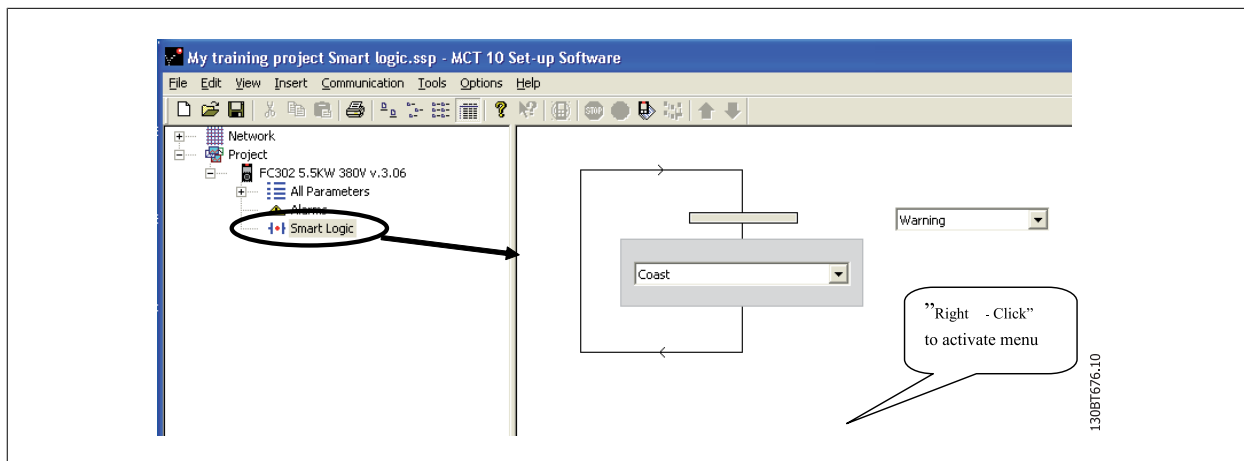 My training project Smart logic.ssp - MCT 10 Set-up Software
File Edit View Insert Communication Tools Options Help
STOP
Network
Project
FC302 5.5KW 380V v.3.06
All Parameters
Alarms
Smart Logic
Warning
Coast
”Right - Click”
to activate menu
130BT676.10